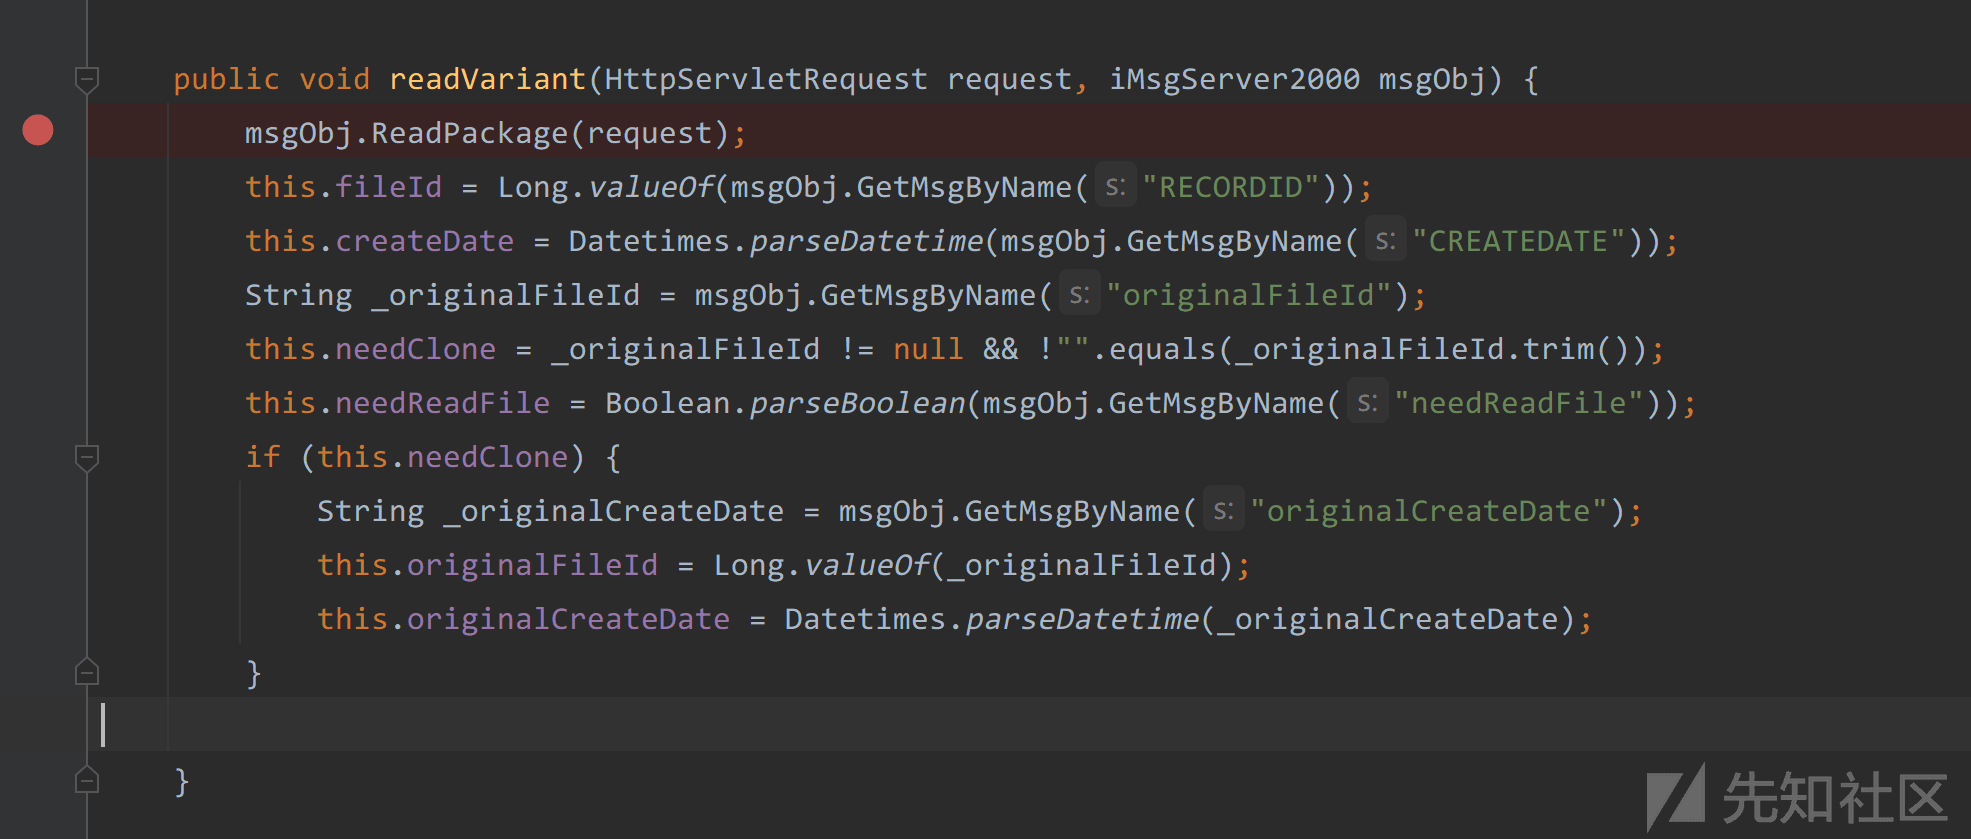 public void readVariant(HttpServletRequest request, iMsgServer2000 msgObj) {
msgObj.ReadPackage(request);
this.fileId = Long.valueOf(msgObj.GetMsgByName( s: "RECORDID"));
this.createDate = Datetimes.parseDatetime(msgObj.GetMsgByName( s: "CREATEDATE"));
String _originalFileId = msgObj.GetMsgByName( s: "originalFileId");
this.needClone = _originalFileId != null && !"".equals(_originalFileId.trim());
this.needReadFile = Boolean.parseBoolean(msgObj.GetMsgByName( s: "needReadFile"));
if (this.needClone) {
String _originalCreateDate = msgObj.GetMsgByName( s: "originalCreateDate");
this.originalFileId = Long.valueOf(_originalFileId);
this.originalCreateDate = Datetimes.parseDatetime(_originalCreateDate);
}
}
先知社区